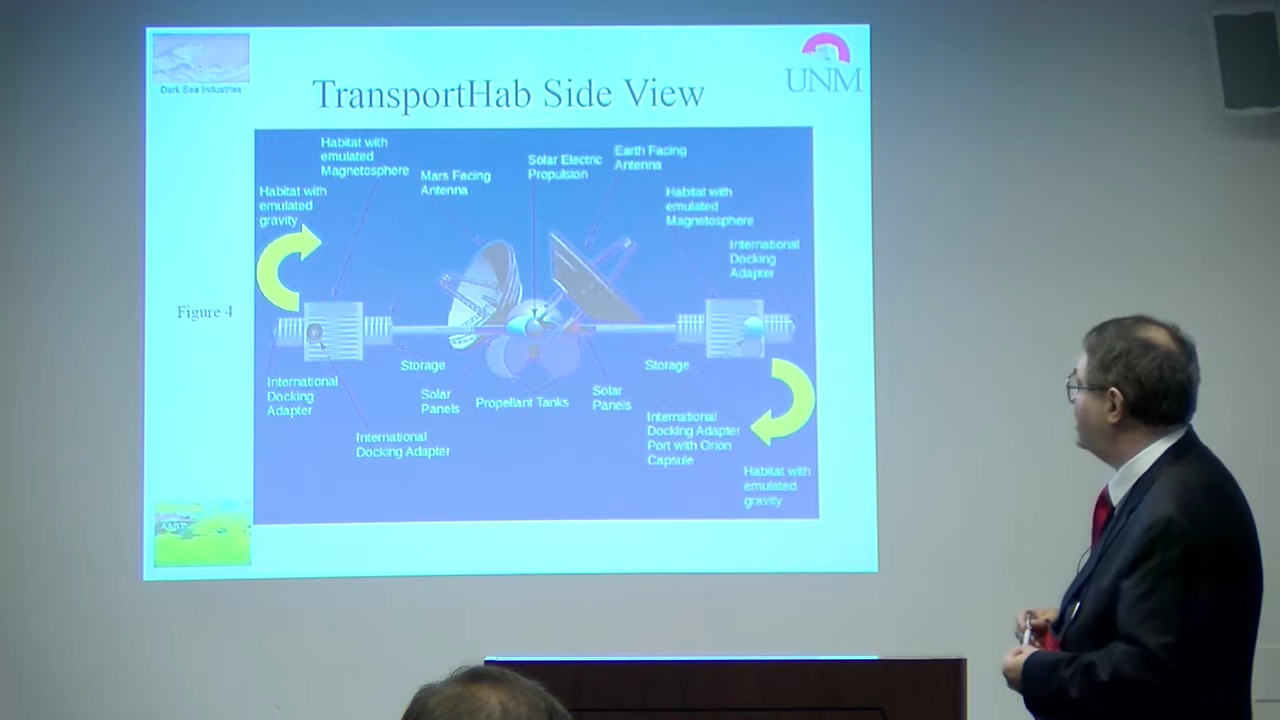 Dark Sea Industries
UNM
TransportHab Side View
Habitat with
emulated
Magnetosphere
Solar Electric
Propulsion
Earth Facing
Antenna
Mars Facing
Antenna
Habitat with
emulated
gravity
Habitat with
emulated
Magnetosphere
International
Docking
Adapter
Figure 4
Storage
Storage
International
Docking
Adapter
Solar
Panels
Propellant Tanks
Solar
Panels
International
Docking Adapter
Port with Orion
Capsule
International
Docking Adapter
Habitat with
emulated
gravity